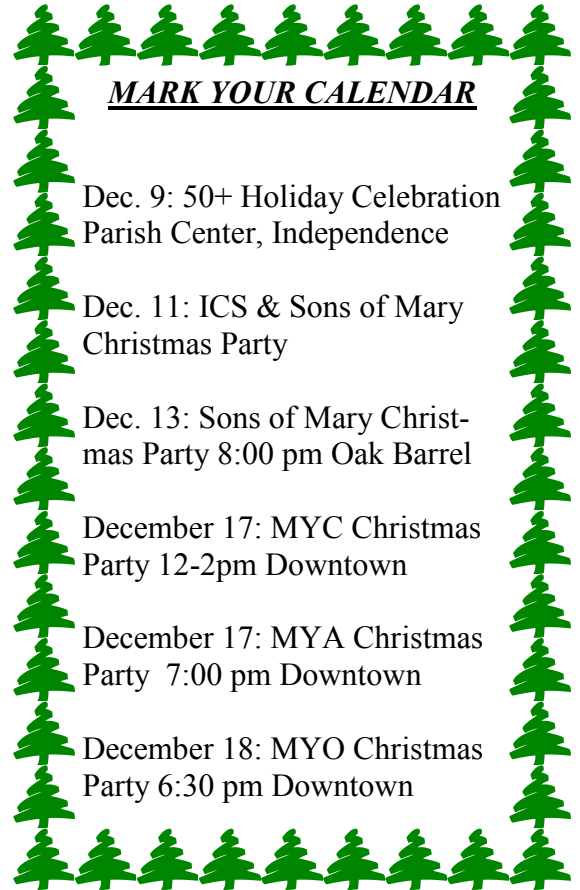 MARK YOUR CALENDAR
Dec. 9: 50+ Holiday Celebration
Parish Center, Independence
Dec. 11: ICS & Sons of Mary
Christmas Party
Dec. 13: Sons of Mary Christ-
mas Party 8:00 pm Oak Barrel
December 17: MYC Christmas
Party 12-2pm Downtown
December 17: MYA Christmas
Party  7:00 pm Downtown
December 18: MYO Christmas
Party 6:30 pm Downtown